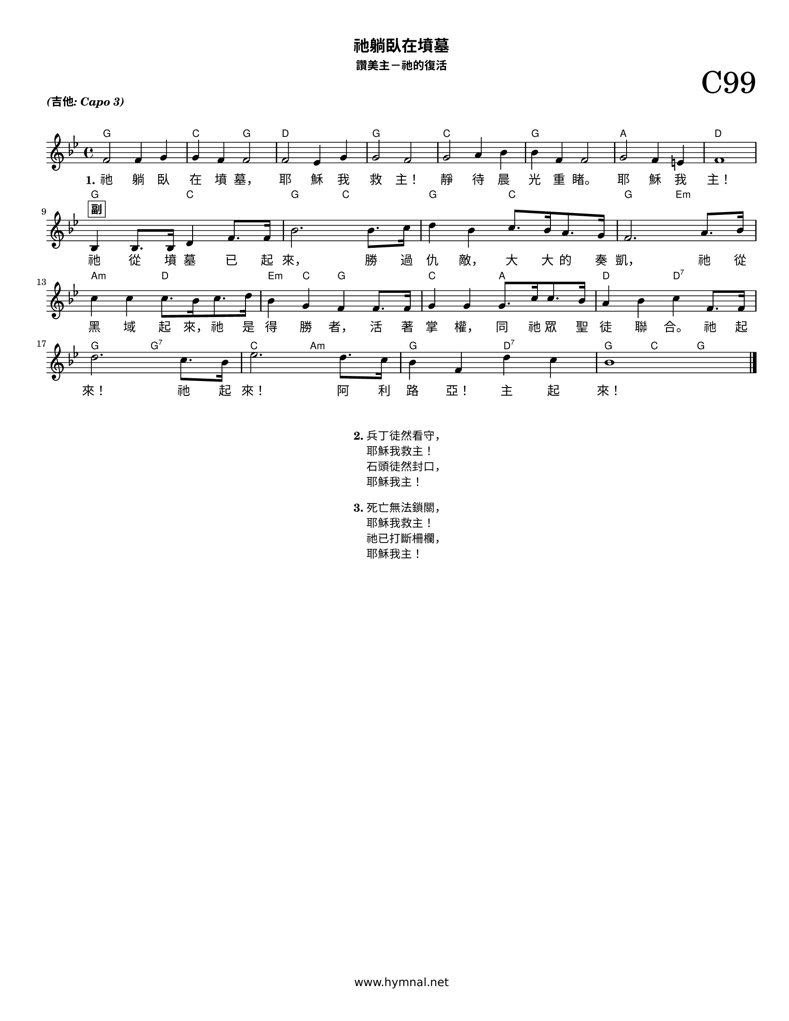 祂躺臥在墳墓
讚美主－祂的復活
C99
(吉他: Capo 3)
G C G D G C G A D
1. 祂 躺 臥 在 墳 墓， 耶 穌 我 救 主！ 靜 待 晨 光 重 睹。 耶 穌 我 主！
9 G C G C G C G Em
副
祂 從 墳 墓 已 起 來， 勝 過 仇 敵， 大 大 的 奏 凱， 祂 從
13 Am D Em C G C A D D7
黑 域 起 來，祂 是 得 勝 者， 活 著 掌 權， 同 祂 眾 聖 徒 聯 合。 祂 起
17 G G7 C Am G D7 G C G
來！ 祂 起 來！ 阿 利 路 亞！ 主 起 來！
2. 兵丁徒然看守，
耶穌我救主！
石頭徒然封口，
耶穌我主！
3. 死亡無法鎖關，
耶穌我救主！
祂已打斷柵欄，
耶穌我主！
www.hymnal.net